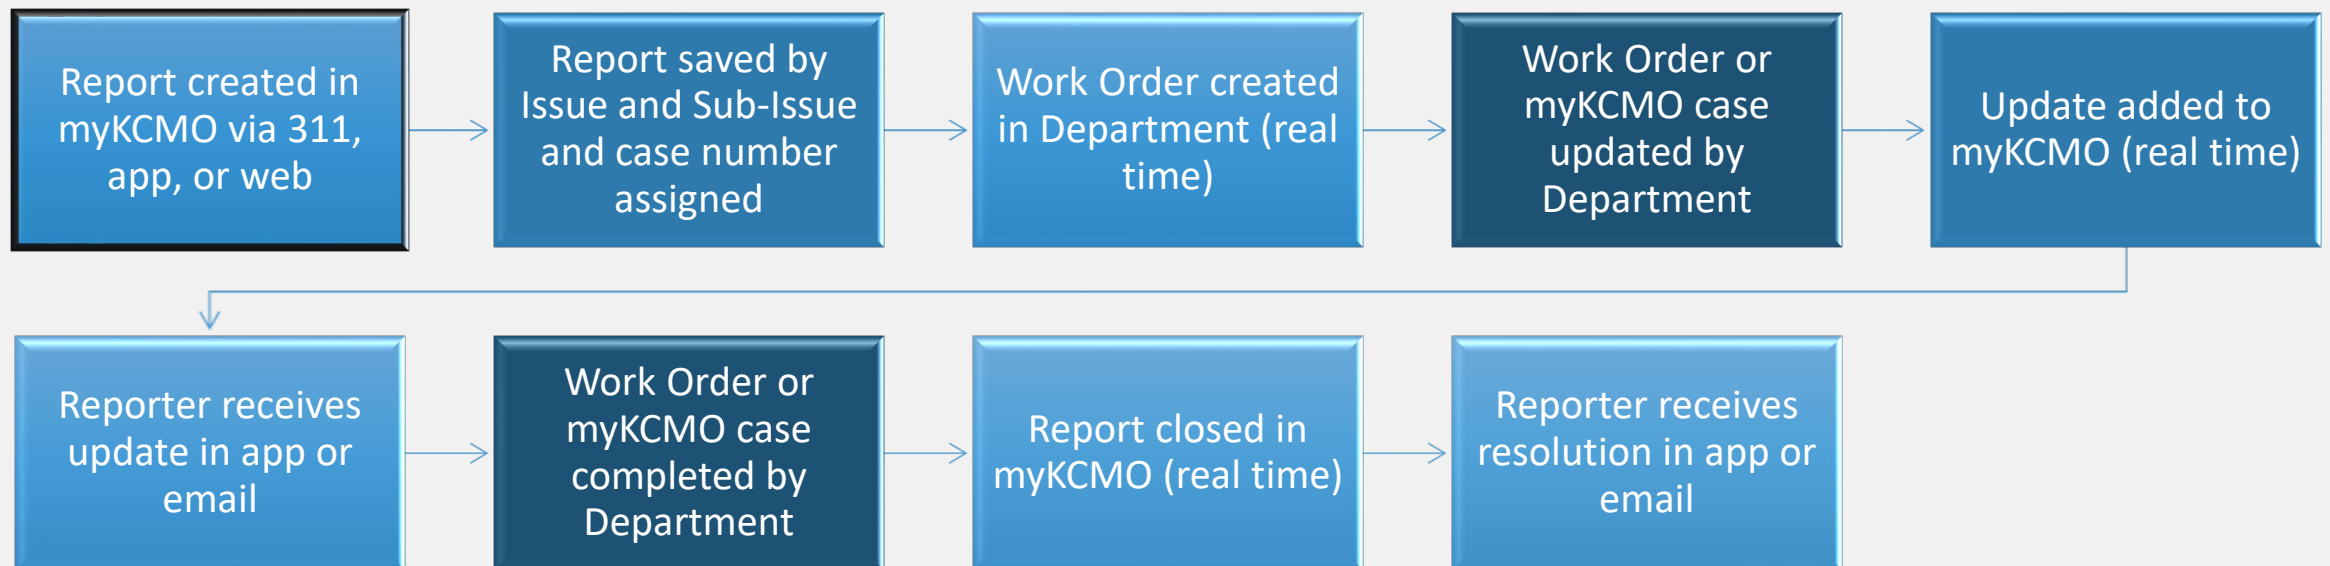 Report created in
myKCMO via 311,
app, or web
Report saved by
Issue and Sub-Issue
and case number
assigned
Work Order created
in Department (real
time)
Work Order or
myKCMO case
updated by
Department
Update added to
myKCMO (real time)
Reporter receives
update in app or
email
Work Order or
myKCMO case
completed by
Department
Report closed in
myKCMO (real time)
Reporter receives
resolution in app or
email